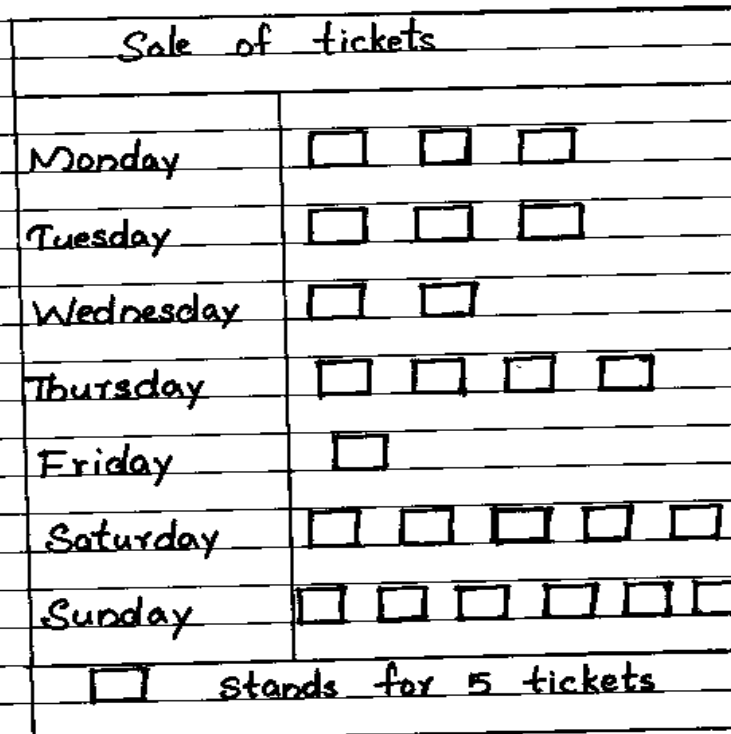 Sale of tickets
Monday
Tuesday
Wednesday
Thursday
Friday
Saturday
Sunday
stands for 5 tickets